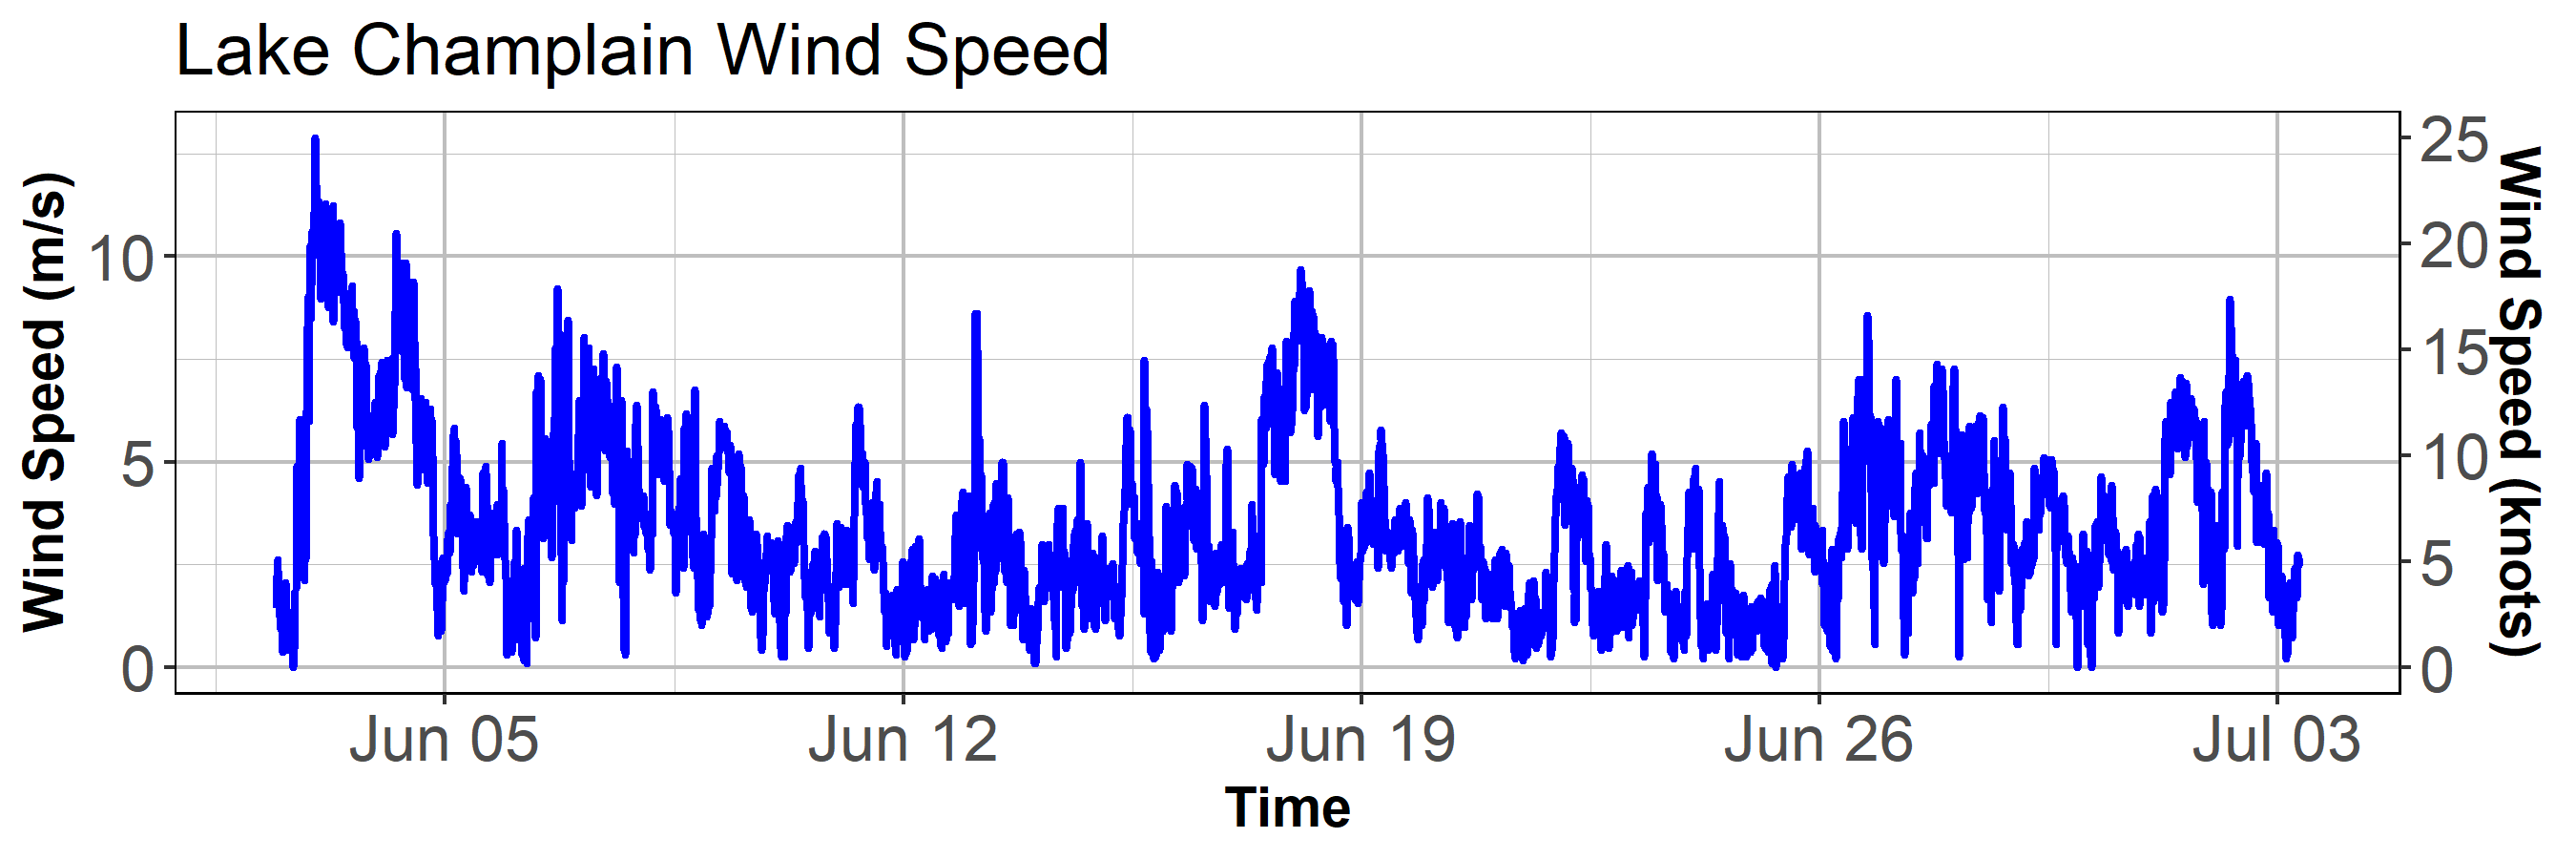 Lake Champlain Wind Speed
Wind Speed (m/s)
10
5
0
25
20
15
10
5
0
Wind Speed (knots)
Jun 05
Jun 12
Jun 19
Jun 26
Jul 03
Time